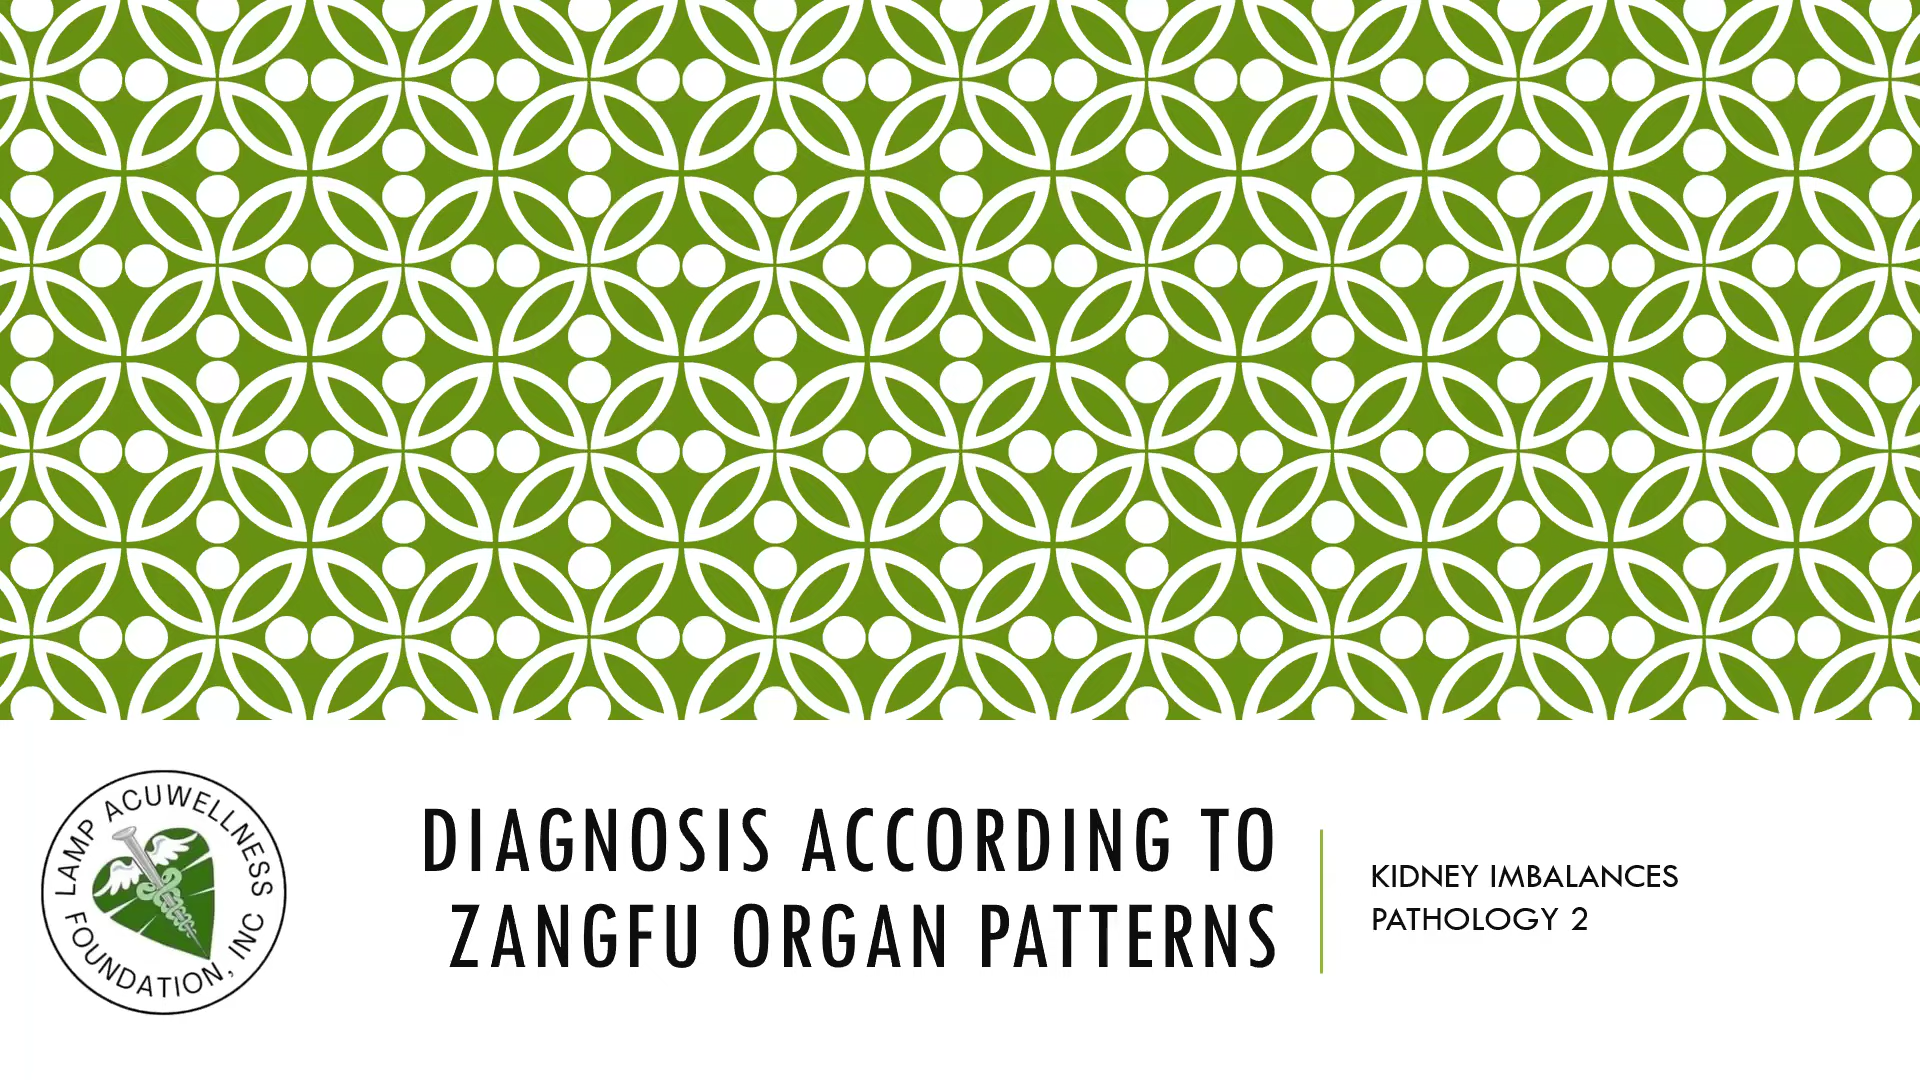 LAMP ACUWELLNESS
FOUNDATION, INC
DIAGNOSIS ACCORDING TO
ZANGFU ORGAN PATTERNS
KIDNEY IMBALANCES
PATHOLOGY 2